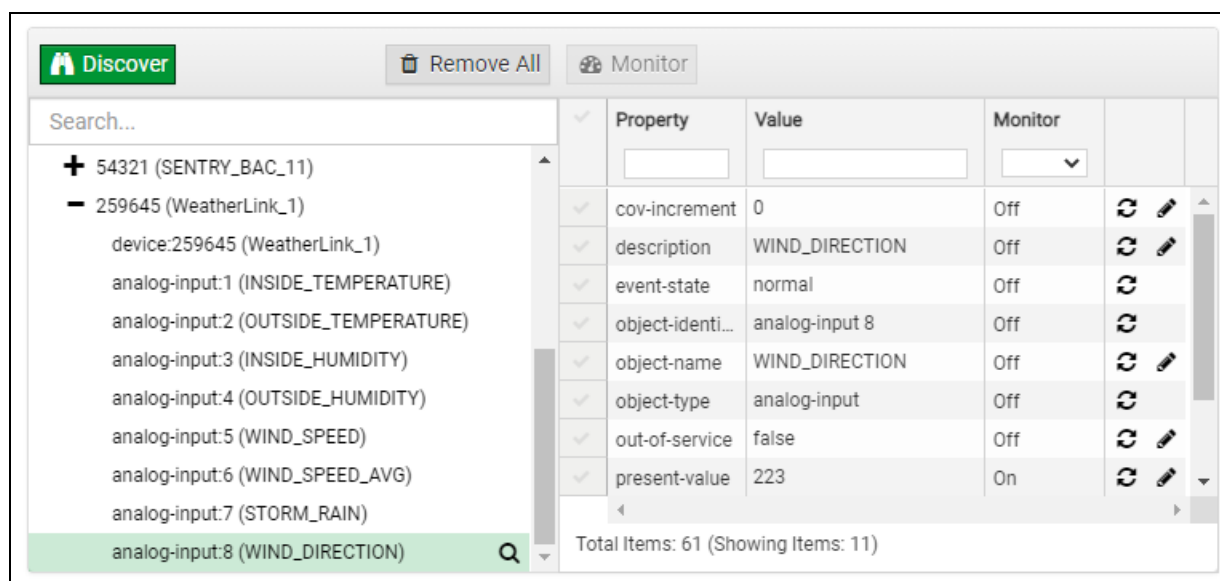 Discover Remove All Monitor
Search...
54321 (SENTRY_BAC_11)
259645 (WeatherLink_1)
device:259645 (WeatherLink_1)
analog-input:1 (INSIDE_TEMPERATURE)
analog-input:2 (OUTSIDE_TEMPERATURE)
analog-input:3 (INSIDE_HUMIDITY)
analog-input:4 (OUTSIDE_HUMIDITY)
analog-input:5 (WIND_SPEED)
analog-input:6 (WIND_SPEED_AVG)
analog-input:7 (STORM_RAIN)
analog-input:8 (WIND_DIRECTION)
Property Value Monitor
cov-increment 0 Off
description WIND_DIRECTION Off
event-state normal Off
object-identi... analog-input 8 Off
object-name WIND_DIRECTION Off
object-type analog-input Off
out-of-service false Off
present-value 223 On
Total Items: 61 (Showing Items: 11)